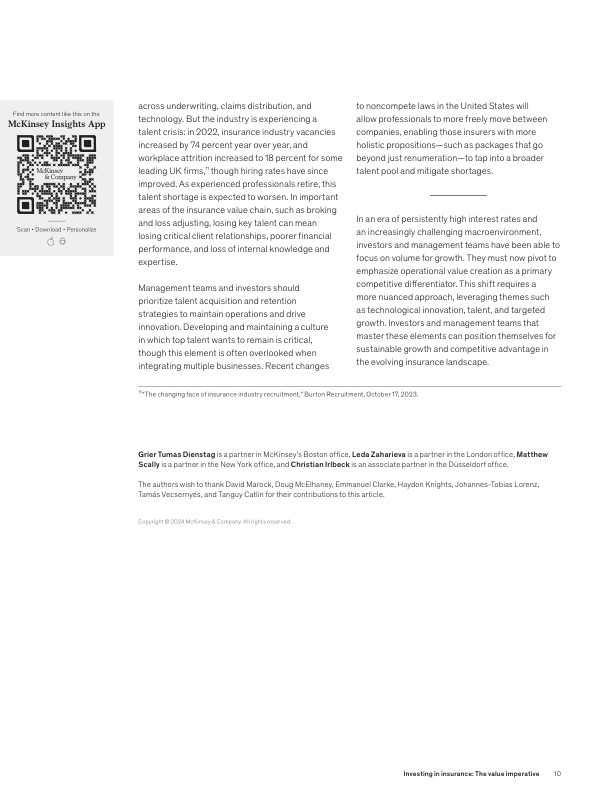 Find more content like this on the
McKinsey Insights App
McKinsey
& Company
Scan • Download • Personalize
across underwriting, claims distribution, and
technology. But the industry is experiencing a
talent crisis: in 2022, insurance industry vacancies
increased by 74 percent year over year, and
workplace attrition increased to 18 percent for some
leading UK firms,11 though hiring rates have since
improved. As experienced professionals retire, this
talent shortage is expected to worsen. In important
areas of the insurance value chain, such as broking
and loss adjusting, losing key talent can mean
losing critical client relationships, poorer financial
performance, and loss of internal knowledge and
expertise.
Management teams and investors should
prioritize talent acquisition and retention
strategies to maintain operations and drive
innovation. Developing and maintaining a culture
in which top talent wants to remain is critical,
though this element is often overlooked when
integrating multiple businesses. Recent changes
to noncompete laws in the United States will
allow professionals to more freely move between
companies, enabling those insurers with more
holistic propositions—such as packages that go
beyond just renumeration—to tap into a broader
talent pool and mitigate shortages.
In an era of persistently high interest rates and
an increasingly challenging macroenvironment,
investors and management teams have been able to
focus on volume for growth. They must now pivot to
emphasize operational value creation as a primary
competitive differentiator. This shift requires a
more nuanced approach, leveraging themes such
as technological innovation, talent, and targeted
growth. Investors and management teams that
master these elements can position themselves for
sustainable growth and competitive advantage in
the evolving insurance landscape.
11 "The changing face of insurance industry recruitment," Burton Recruitment, October 17, 2023.
Grier Tumas Dienstag is a partner in McKinsey's Boston office, Leda Zaharieva is a partner in the London office, Matthew
Scally is a partner in the New York office, and Christian Irlbeck is an associate partner in the Düsseldorf office.
The authors wish to thank David Marock, Doug McElhaney, Emmanuel Clarke, Haydon Knights, Johannes-Tobias Lorenz,
Tamás Vecsernyés, and Tanguy Catlin for their contributions to this article.
Copyright © 2024 McKinsey & Company. All rights reserved.
Investing in insurance: The value imperative 10